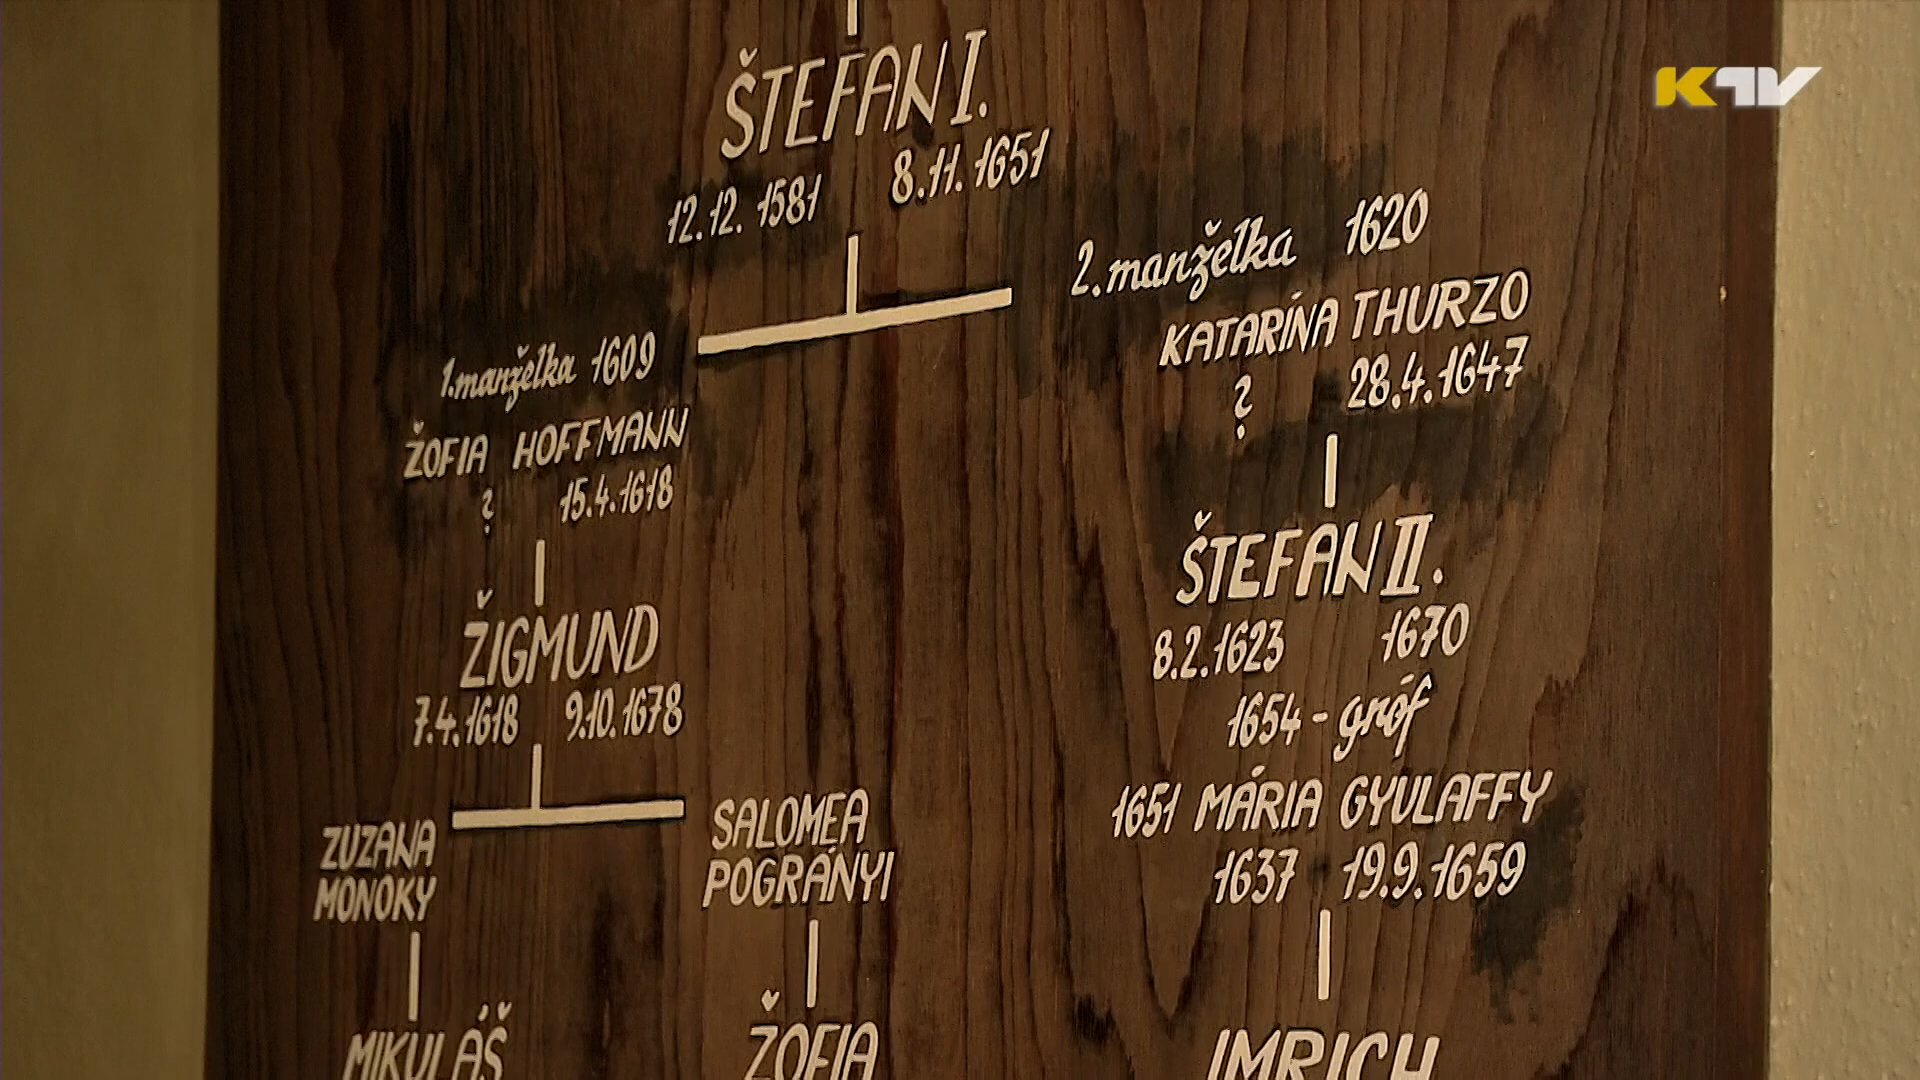 KTV
ŠTEFAN I.
12.12. 1581 8.11.1651
1.manželka 1609
ŽOFIA HOFFMANN
? 15.4.1618
2.manželka 1620
KATARÍNA THURZO
? 28.4.1647
ŽIGMUND
7.4.1618 9.10.1678
ŠTEFAN II.
8.2.1623 1670
1654 - gróf
1651 MÁRIA GYULAFFY
1637 19.9.1659
ZUZANA
MONOKY
SALOMEA
POGRÁNYI
MIKULÁŠ
ŽOFIA
IMRICH